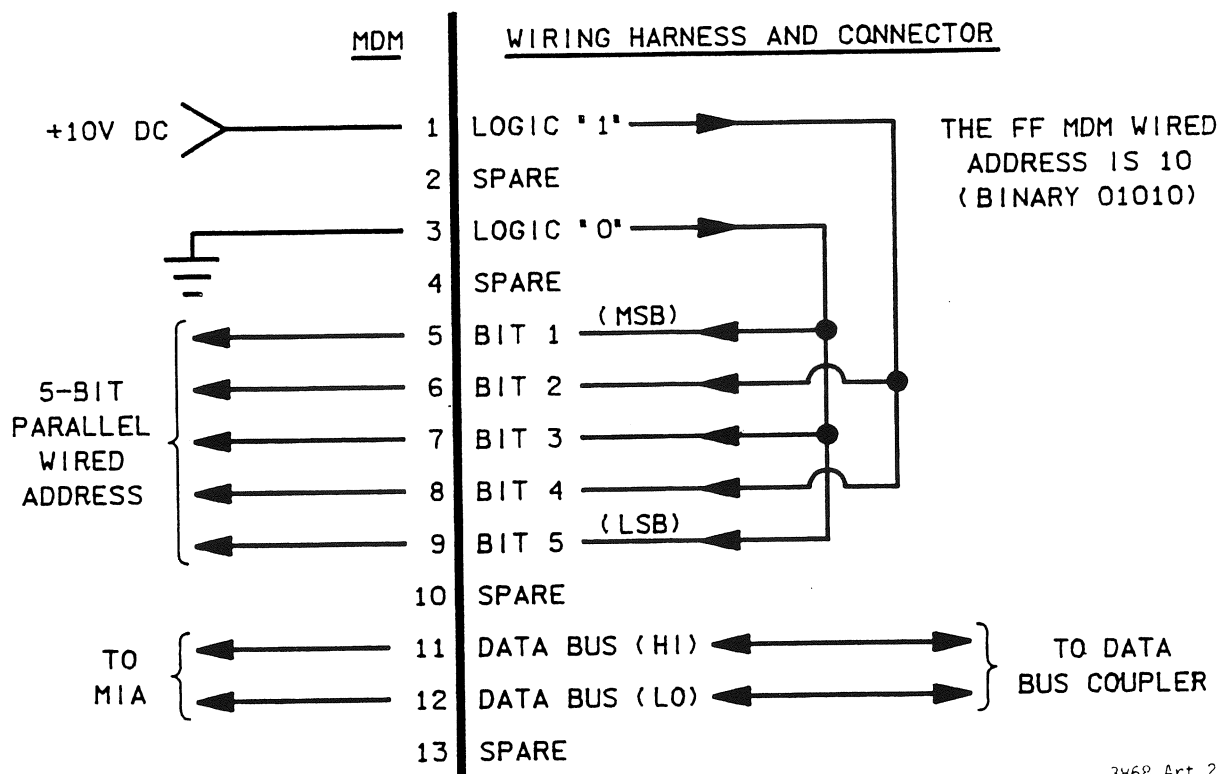 MDM
WIRING HARNESS AND CONNECTOR
+10V DC
1 LOGIC "1"
THE FF MDM WIRED
ADDRESS IS 10
(BINARY 01010)
2 SPARE
3 LOGIC "0"
4 SPARE
5-BIT
PARALLEL
WIRED
ADDRESS
5 BIT 1 (MSB)
6 BIT 2
7 BIT 3
8 BIT 4
9 BIT 5 (LSB)
10 SPARE
TO
MIA
11 DATA BUS (HI)
12 DATA BUS (LO)
TO DATA
BUS COUPLER
13 SPARE